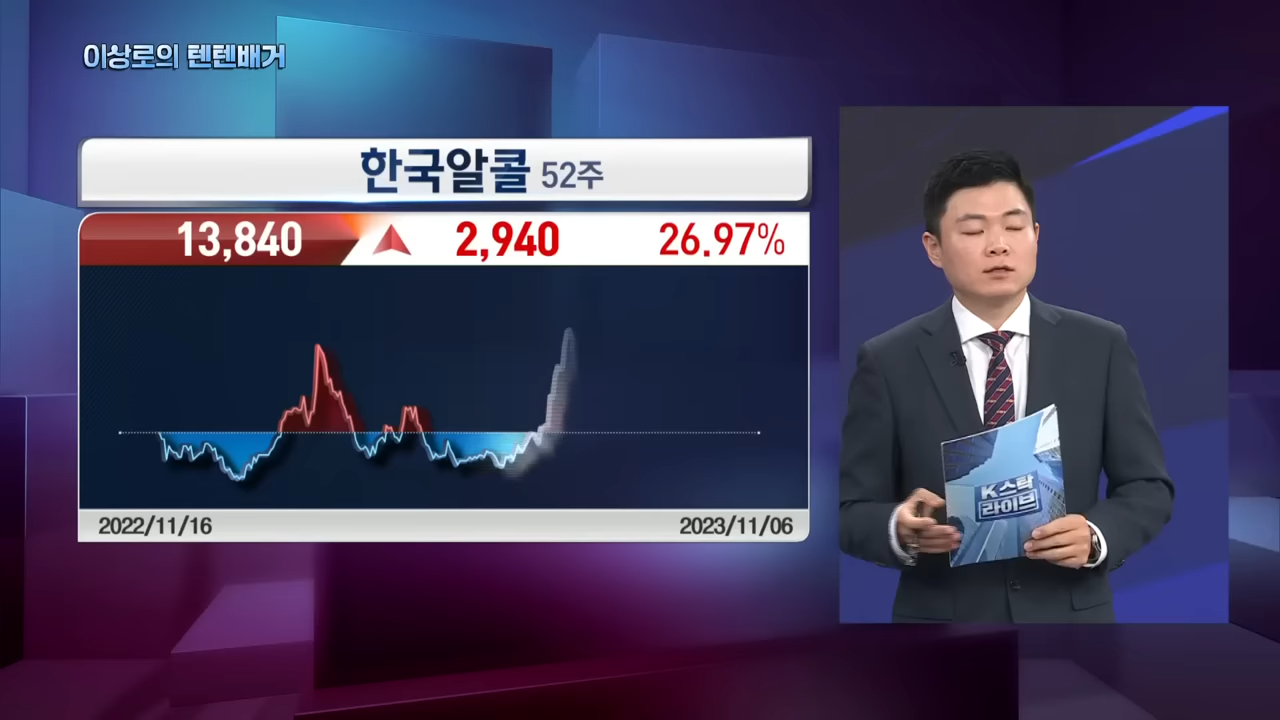 이상로의 텐텐배거
한국알콜 52주
13,840 ▲ 2,940 26.97%
2022/11/16 2023/11/06
K스탁
라이브